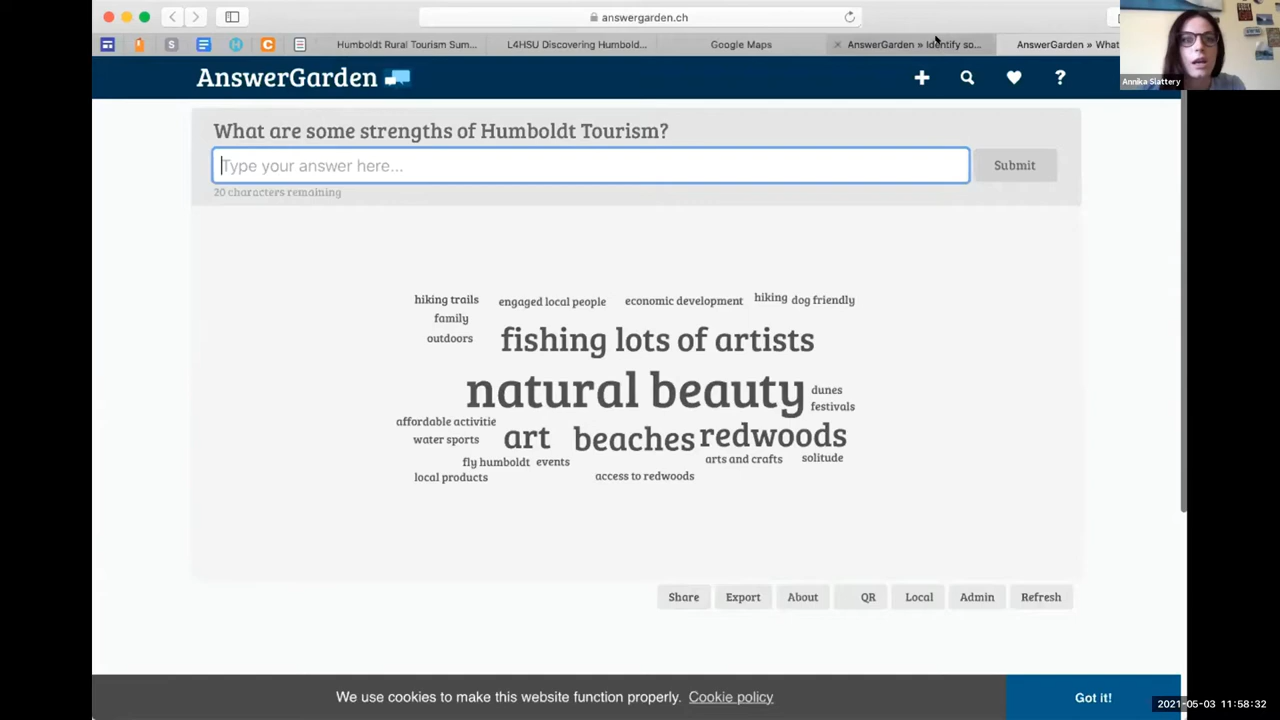 answergarden.ch
Humboldt Rural Tourism Sum...
L4HSU Discovering Humbold...
Google Maps
AnswerGarden » Identify so...
AnswerGarden » What
Annika Slattery
AnswerGarden
What are some strengths of Humboldt Tourism?
Type your answer here...
Submit
20 characters remaining
hiking trails
engaged local people
economic development
hiking
dog friendly
family
outdoors
fishing
lots of artists
natural beauty
dunes
festivals
affordable activitie
water sports
art
beaches
redwoods
fly humboldt
events
arts and crafts
solitude
local products
access to redwoods
Share
Export
About
QR
Local
Admin
Refresh
We use cookies to make this website function properly. Cookie policy
Got it!
2021-05-03 11:58:32